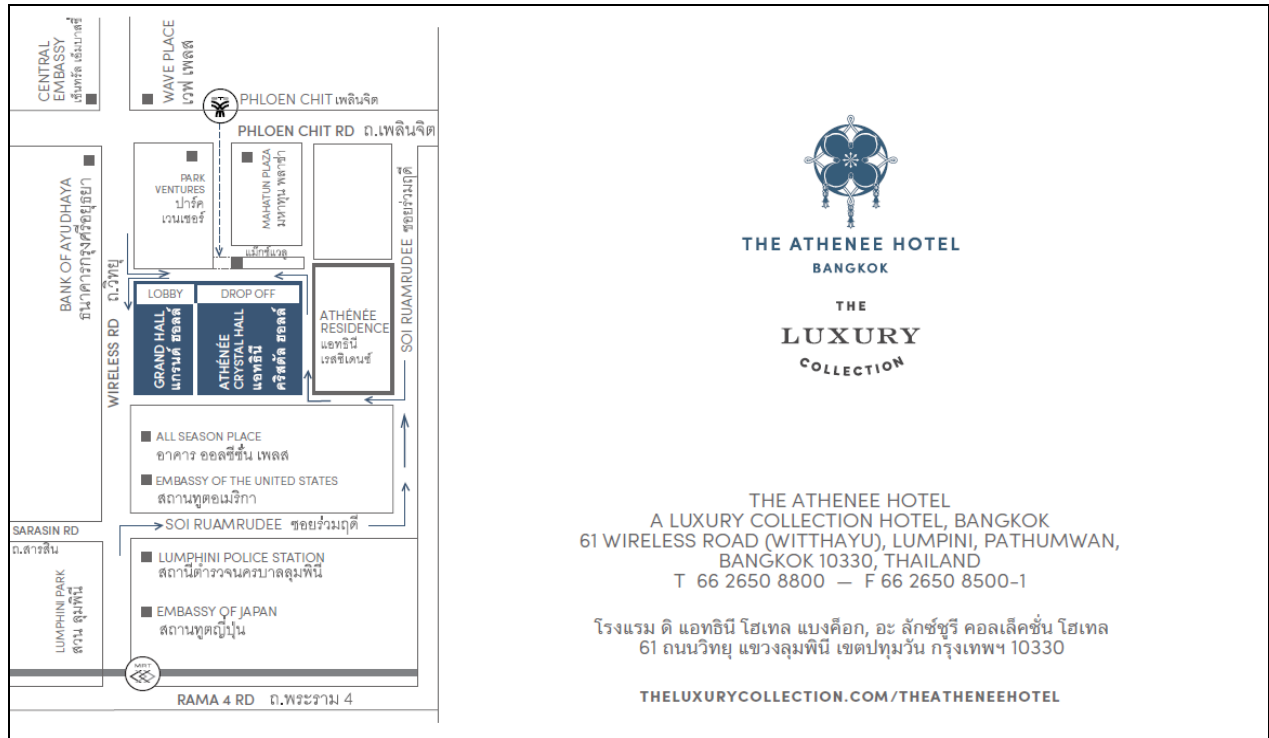 CENTRAL
EMBASSY
เซ็นทรัล เอ็มบาสซี่
WAVE PLACE
เวฟ เพลส
PHLOEN CHIT เพลินจิต
PHLOEN CHIT RD ถ.เพลินจิต
BANK OF AYUDHAYA
ธนาคารกรุงศรีอยุธยา
PARK
VENTURES
ปาร์ค
เวนเชอร์
MAHATUN PLAZA
มหาทุน พลาซ่า
แม็กซ์แวลู
SOI RUAMRUDEE ซอยร่วมฤดี
WIRELESS RD ถ.วิทยุ
LOBBY
DROP OFF
GRAND HALL
แกรนด์ ฮอลล์
ATHÉNÉE
CRYSTAL HALL
แอทธินี
คริสตัล ฮอลล์
ATHÉNÉE
RESIDENCE
แอทธินี
เรสซิเดนซ์
ALL SEASON PLACE
อาคาร ออลซีซั่น เพลส
EMBASSY OF THE UNITED STATES
สถานทูตอเมริกา
SOI RUAMRUDEE ซอยร่วมฤดี
SARASIN RD
ถ.สารสิน
LUMPHINI PARK
สวน ลุมพินี
LUMPHINI POLICE STATION
สถานีตำรวจนครบาลลุมพินี
EMBASSY OF JAPAN
สถานทูตญี่ปุ่น
MRT
RAMA 4 RD ถ.พระราม 4
THE ATHENEE HOTEL
BANGKOK
THE
LUXURY
COLLECTION
THE ATHENEE HOTEL
A LUXURY COLLECTION HOTEL, BANGKOK
61 WIRELESS ROAD (WITTHAYU), LUMPINI, PATHUMWAN,
BANGKOK 10330, THAILAND
T 66 2650 8800 — F 66 2650 8500-1
โรงแรม ดิ แอทธินี โฮเทล แบงค็อก, อะ ลักซ์ชูรี คอลเล็คชั่น โฮเทล
61 ถนนวิทยุ แขวงลุมพินี เขตปทุมวัน กรุงเทพฯ 10330
THELUXURYCOLLECTION.COM/THEATHENEEHOTEL